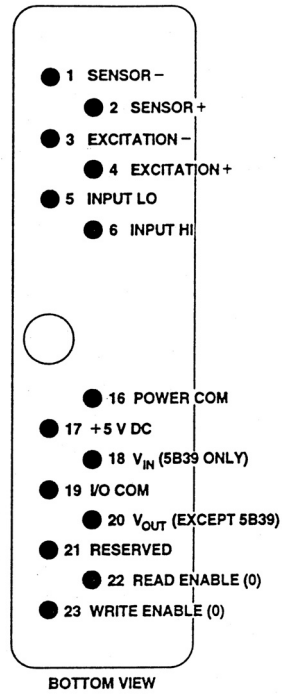 1 SENSOR −
2 SENSOR +
3 EXCITATION −
4 EXCITATION +
5 INPUT LO
6 INPUT HI
16 POWER COM
17 +5 V DC
18 VIN (5B39 ONLY)
19 I/O COM
20 VOUT (EXCEPT 5B39)
21 RESERVED
22 READ ENABLE (0)
23 WRITE ENABLE (0)
BOTTOM VIEW